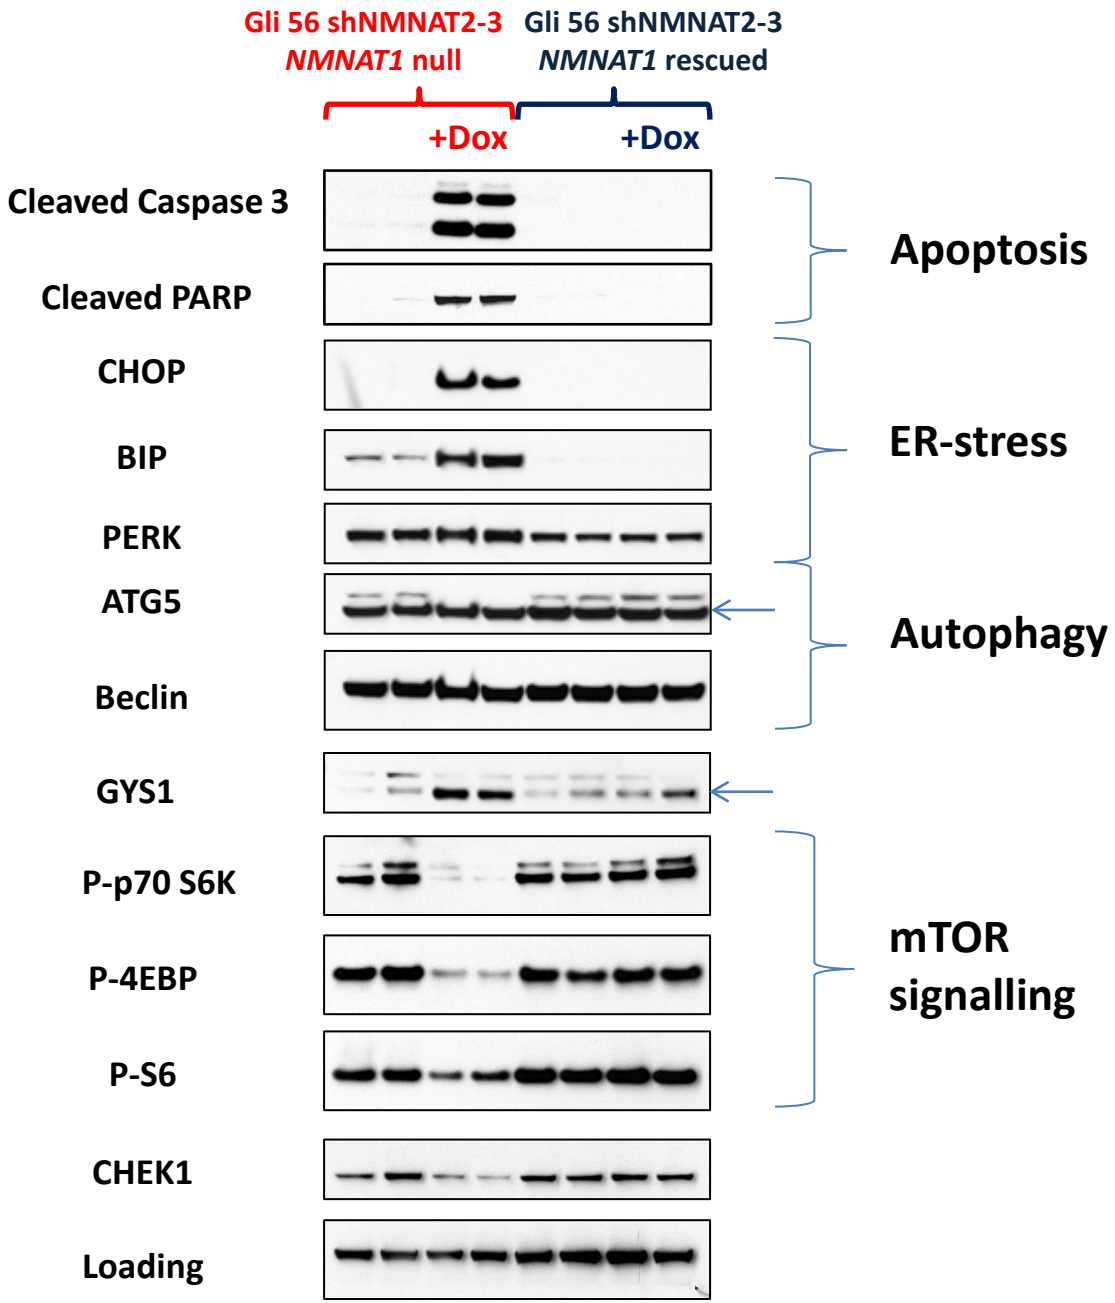 Gli 56 shNMNAT2-3
NMNAT1 null
Gli 56 shNMNAT2-3
NMNAT1 rescued
+Dox
+Dox
Cleaved Caspase 3
Cleaved PARP
Apoptosis
CHOP
BIP
PERK
ER-stress
ATG5
Beclin
Autophagy
GYS1
P-p70 S6K
P-4EBP
P-S6
mTOR
signalling
CHEK1
Loading